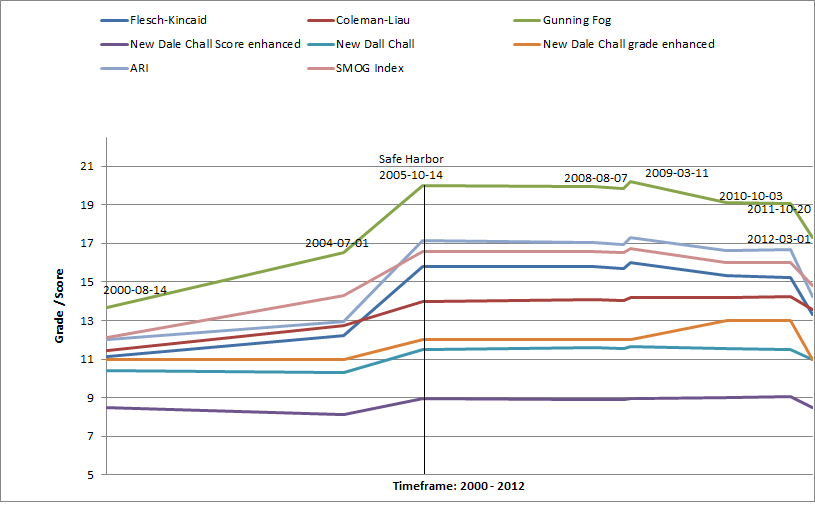 Flesch-Kincaid Coleman-Liau Gunning Fog
New Dale Chall Score enhanced New Dall Chall New Dale Chall grade enhanced
ARI SMOG Index
Safe Harbor
21
2005-10-14 2008-08-07 2009-03-11
19 2010-10-03
2011-10-20
17 2004-07-01 2012-03-01
15 2000-08-14
13
11
9
7
5
Grade / Score
Timeframe: 2000 - 2012